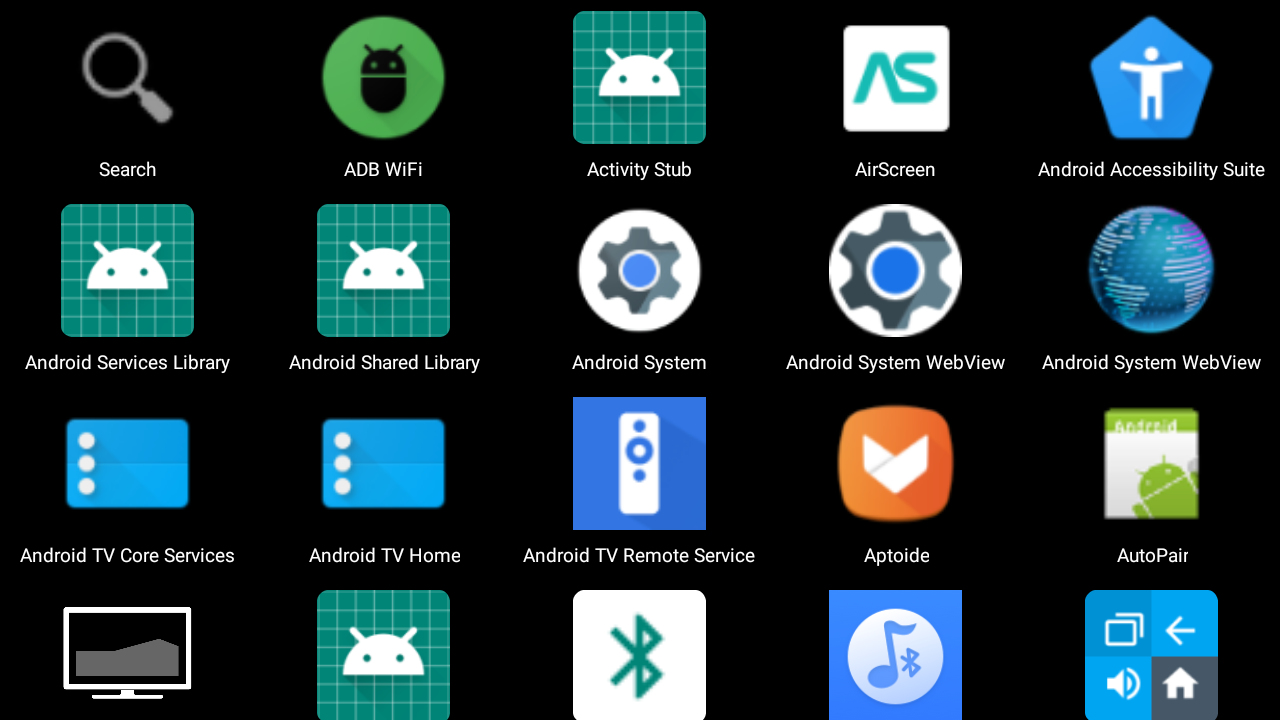 Search
ADB WiFi
Activity Stub
AS
AirScreen
Android Accessibility Suite
Android Services Library
Android Shared Library
Android System
Android System WebView
Android System WebView
Android TV Core Services
Android TV Home
Android TV Remote Service
Aptoide
Android
AutoPair